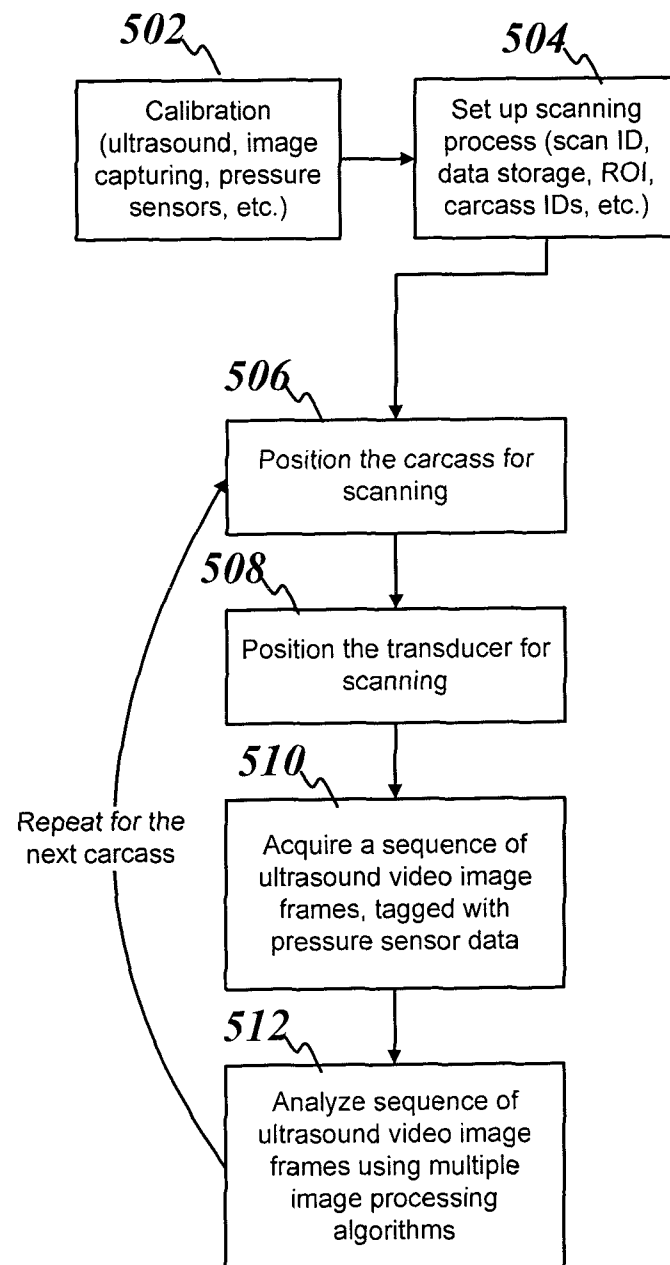 502
Calibration
(ultrasound, image
capturing, pressure
sensors, etc.)
504
Set up scanning
process (scan ID,
data storage, ROI,
carcass IDs, etc.)
506
Position the carcass for
scanning
508
Position the transducer for
scanning
510
Acquire a sequence of
ultrasound video image
frames, tagged with
pressure sensor data
Repeat for the
next carcass
512
Analyze sequence of
ultrasound video image
frames using multiple
image processing
algorithms